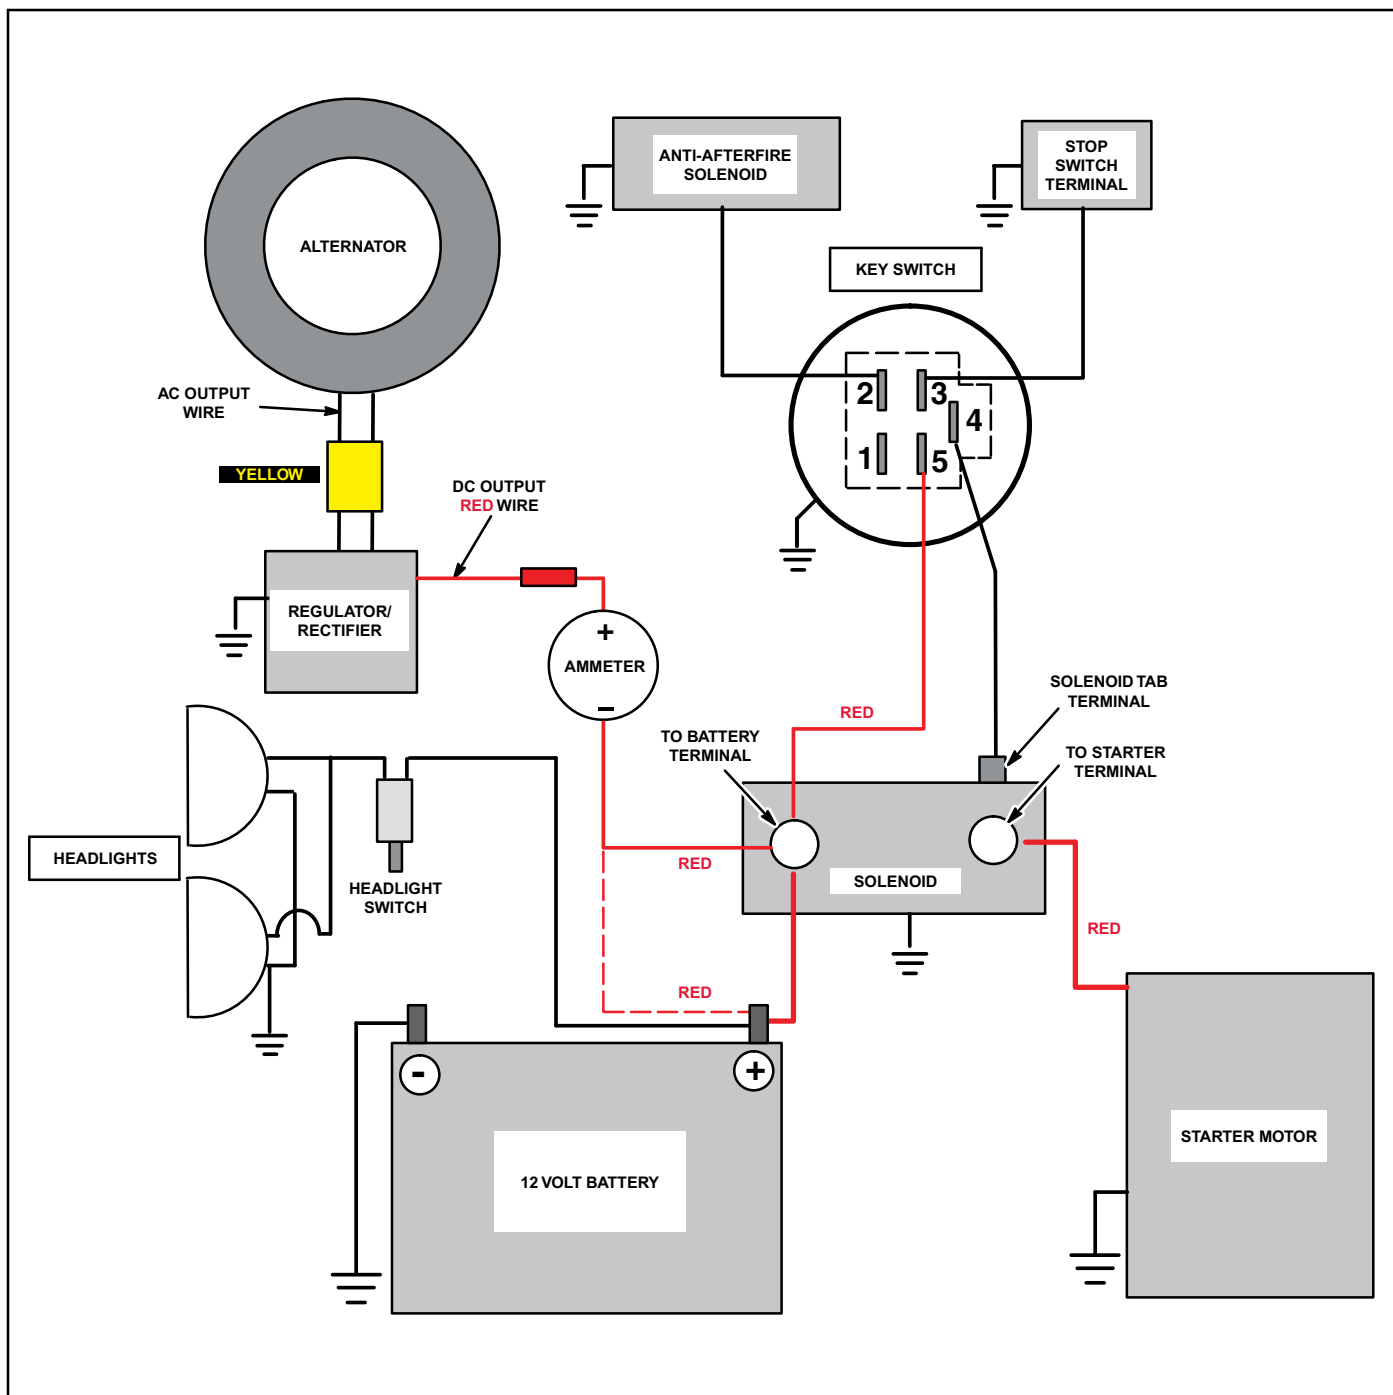 ANTI-AFTERFIRE
SOLENOID
STOP
SWITCH
TERMINAL
ALTERNATOR
KEY SWITCH
2
3
4
1
5
AC OUTPUT
WIRE
YELLOW
DC OUTPUT
RED WIRE
REGULATOR/
RECTIFIER
+
AMMETER
–
RED
SOLENOID TAB
TERMINAL
TO BATTERY
TERMINAL
TO STARTER
TERMINAL
HEADLIGHTS
HEADLIGHT
SWITCH
RED
SOLENOID
RED
RED
-
+
12 VOLT BATTERY
STARTER MOTOR